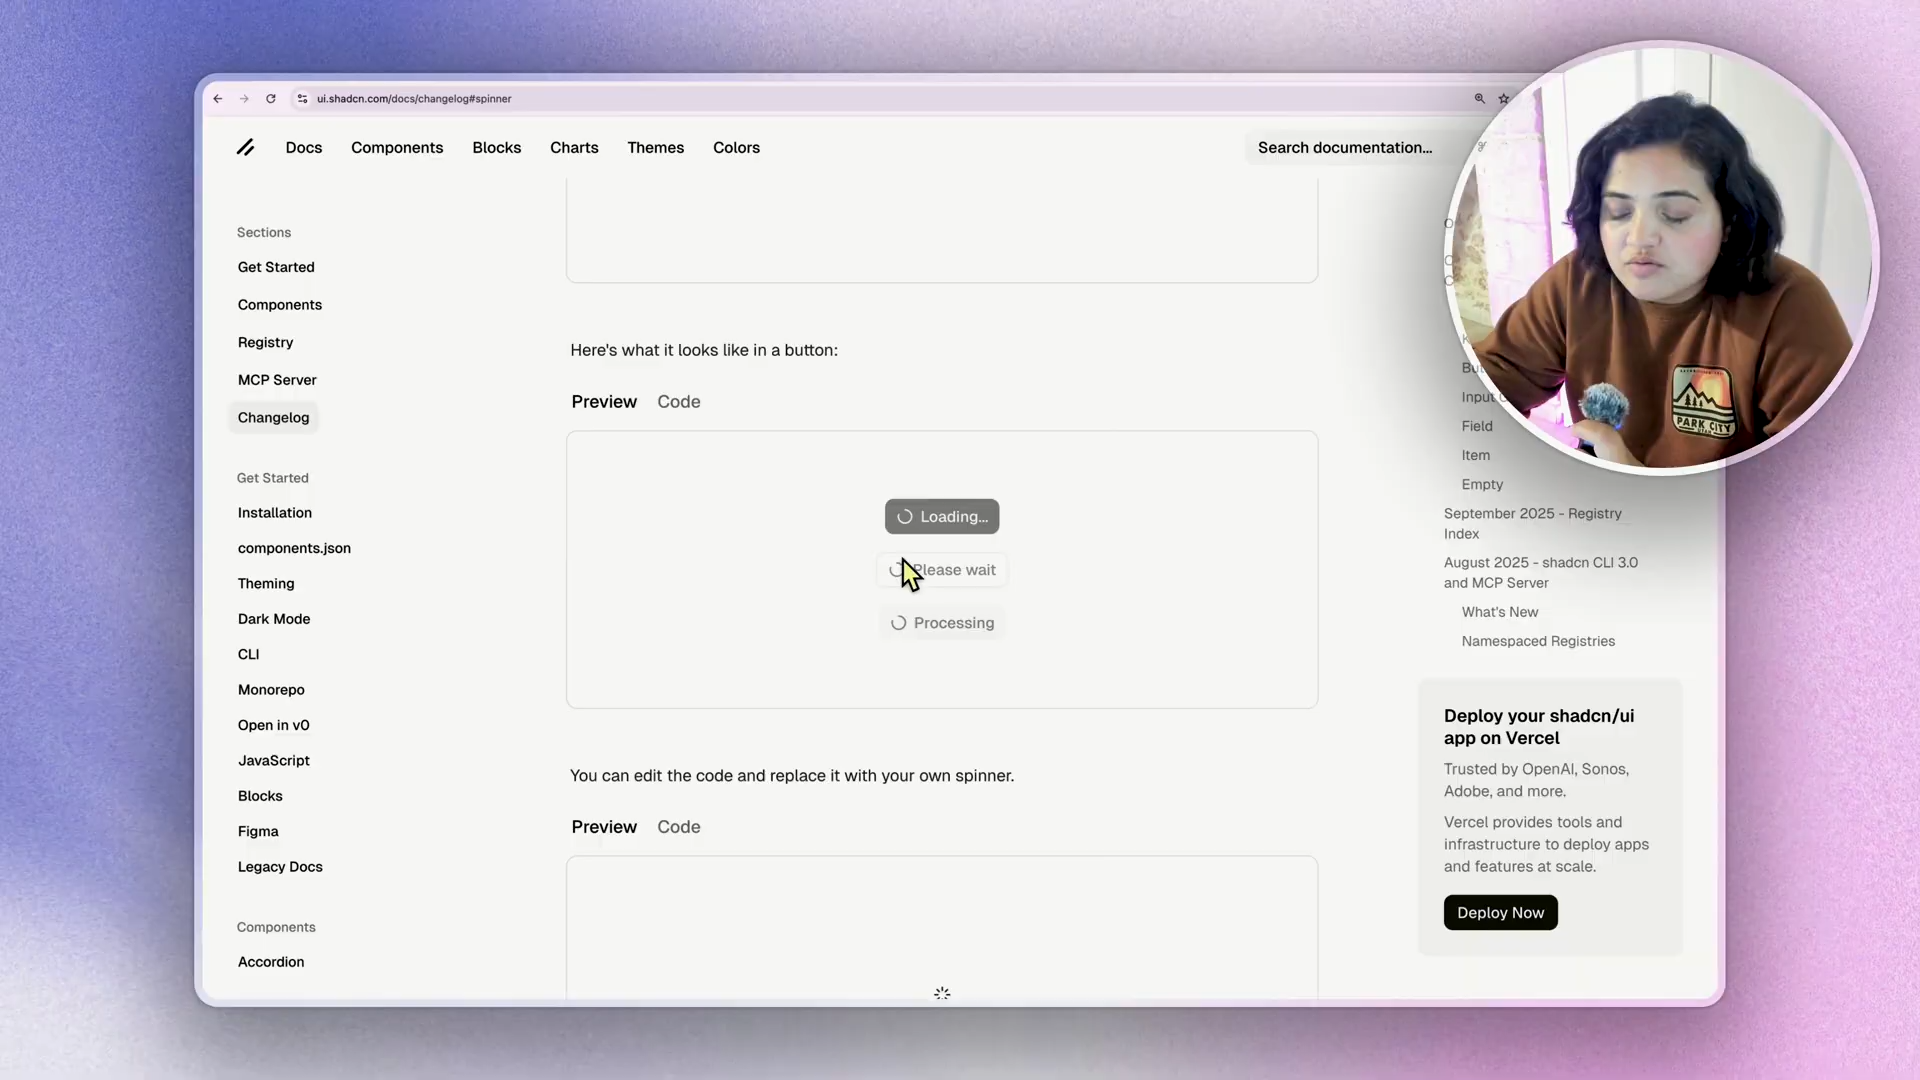 ui.shadcn.com/docs/changelog#spinner
Docs
Components
Blocks
Charts
Themes
Colors
Search documentation...
Sections
Get Started
Components
Registry
MCP Server
Changelog
Get Started
Installation
components.json
Theming
Dark Mode
CLI
Monorepo
Open in v0
JavaScript
Blocks
Figma
Legacy Docs
Components
Accordion
Here's what it looks like in a button:
Preview
Code
Loading...
Please wait
Processing
You can edit the code and replace it with your own spinner.
Preview
Code
Input
Field
Item
Empty
September 2025 - Registry
Index
August 2025 - shadcn CLI 3.0
and MCP Server
What's New
Namespaced Registries
Deploy your shadcn/ui
app on Vercel
Trusted by OpenAI, Sonos,
Adobe, and more.
Vercel provides tools and
infrastructure to deploy apps
and features at scale.
Deploy Now
PARK CITY